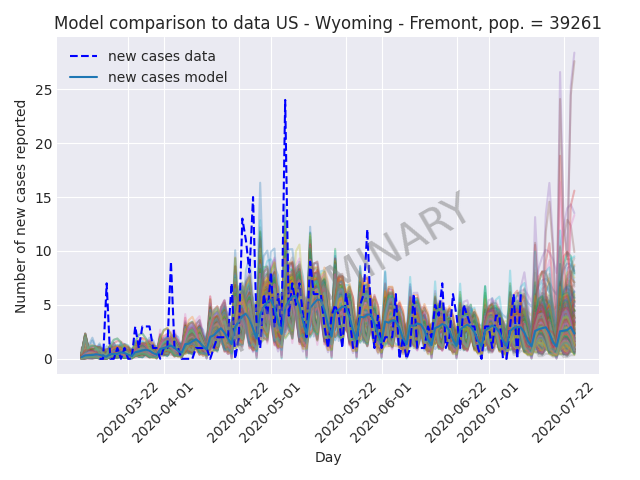 Model comparison to data US - Wyoming - Fremont, pop. = 39261
new cases data
new cases model
Number of new cases reported
25
20
15
10
5
0
MINARY
2020-03-22
2020-04-01
2020-04-22
2020-05-01
2020-05-22
2020-06-01
2020-06-22
2020-07-01
2020-07-22
Day